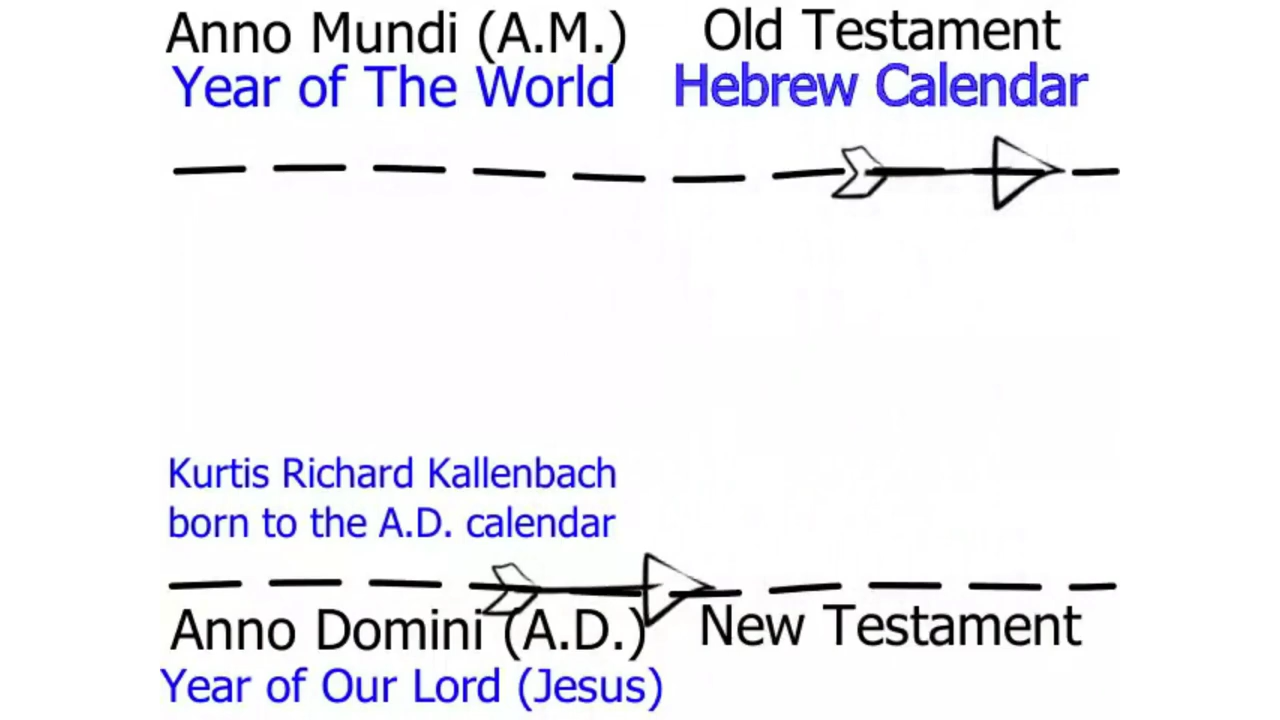 Anno Mundi (A.M.) Old Testament
Year of The World Hebrew Calendar
Kurtis Richard Kallenbach
born to the A.D. calendar
Anno Domini (A.D.) New Testament
Year of Our Lord (Jesus)